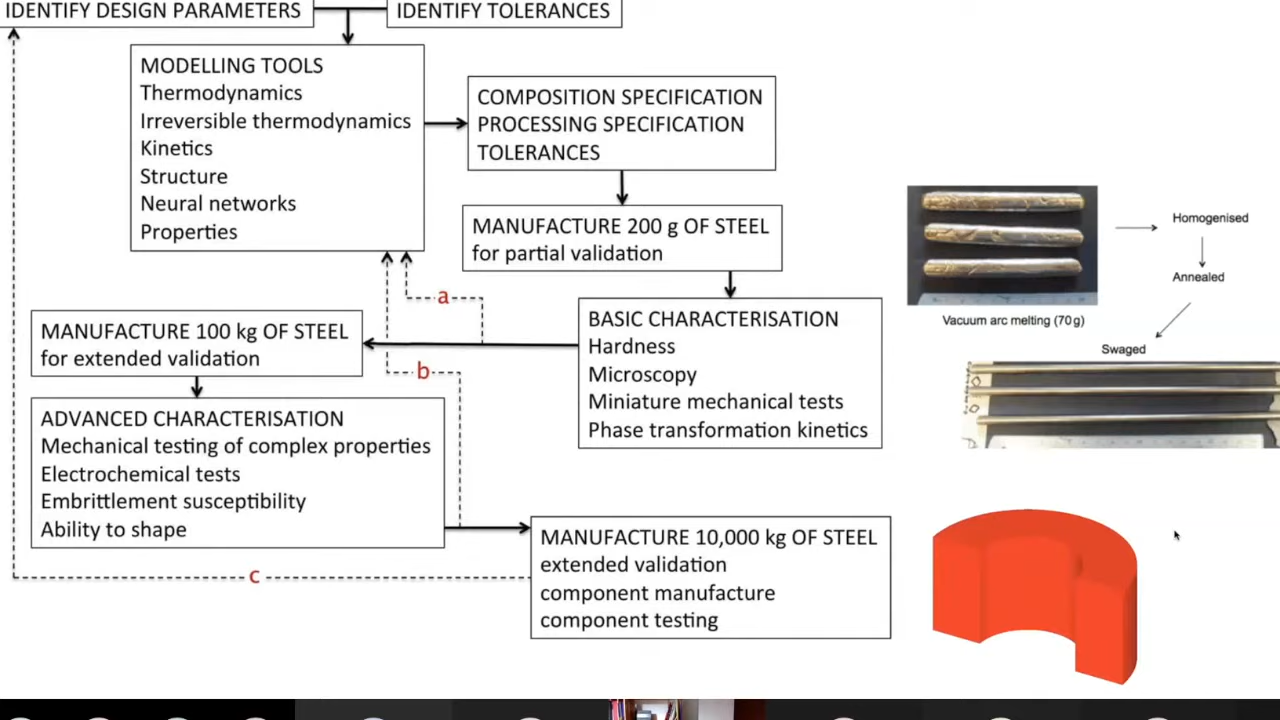 IDENTIFY DESIGN PARAMETERS
IDENTIFY TOLERANCES
MODELLING TOOLS
Thermodynamics
Irreversible thermodynamics
Kinetics
Structure
Neural networks
Properties
COMPOSITION SPECIFICATION
PROCESSING SPECIFICATION
TOLERANCES
MANUFACTURE 200 g OF STEEL
for partial validation
a
BASIC CHARACTERISATION
Hardness
Microscopy
Miniature mechanical tests
Phase transformation kinetics
MANUFACTURE 100 kg OF STEEL
for extended validation
b
ADVANCED CHARACTERISATION
Mechanical testing of complex properties
Electrochemical tests
Embrittlement susceptibility
Ability to shape
c
MANUFACTURE 10,000 kg OF STEEL
extended validation
component manufacture
component testing
Homogenised
Annealed
Vacuum arc melting (70 g)
Swaged